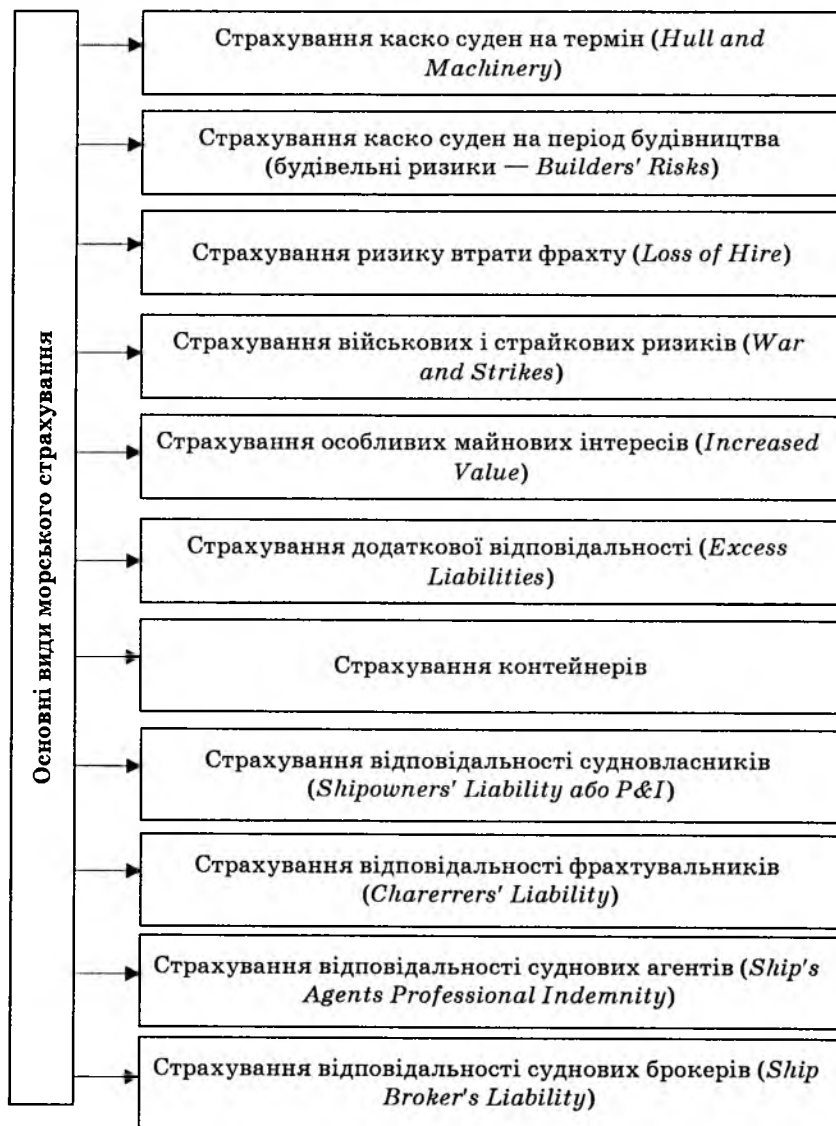 Основні види морського страхування
Страхування каско суден на термін (Hull and
Machinery)
Страхування каско суден на період будівництва
(будівельні ризики — Builders' Risks)
Страхування ризику втрати фрахту (Loss of Hire)
Страхування військових і страйкових ризиків (War
and Strikes)
Страхування особливих майнових інтересів (Increased
Value)
Страхування додаткової відповідальності (Excess
Liabilities)
Страхування контейнерів
Страхування відповідальності судновласників
(Shipowners' Liability або P&I)
Страхування відповідальності фрахтувальників
(Charerrers' Liability)
Страхування відповідальності суднових агентів (Ship's
Agents Professional Indemnity)
Страхування відповідальності суднових брокерів (Ship
Broker's Liability)